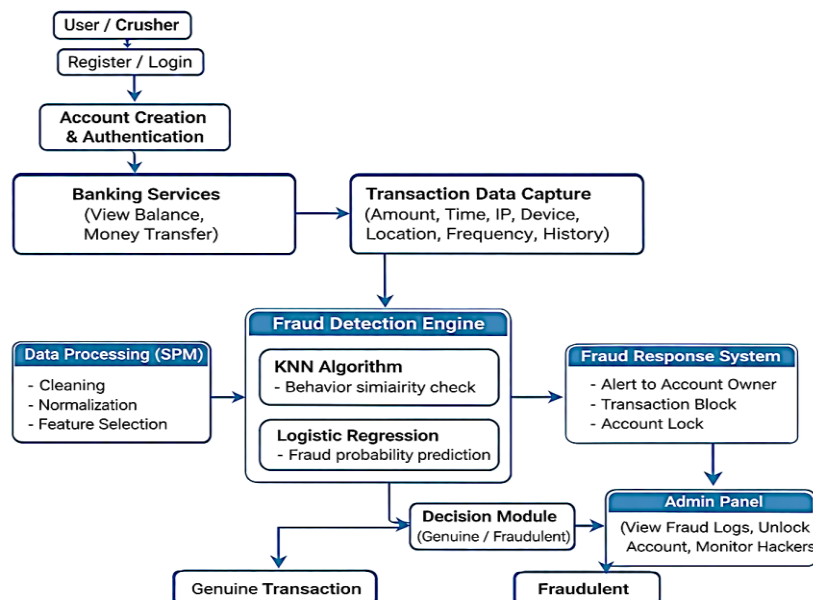 User / Crusher
Register / Login
Account Creation
& Authentication
Banking Services
(View Balance,
Money Transfer)
Transaction Data Capture
(Amount, Time, IP, Device,
Location, Frequency, History)
Fraud Detection Engine
Data Processing (SPM)
- Cleaning
- Normalization
- Feature Selection
KNN Algorithm
- Behavior simiairity check
Logistic Regression
- Fraud probability prediction
Fraud Response System
- Alert to Account Owner
- Transaction Block
- Account Lock
Admin Panel
(View Fraud Logs, Unlock
Account, Monitor Hackers
Decision Module
(Genuine / Fraudulent)
Genuine Transaction
Fraudulent